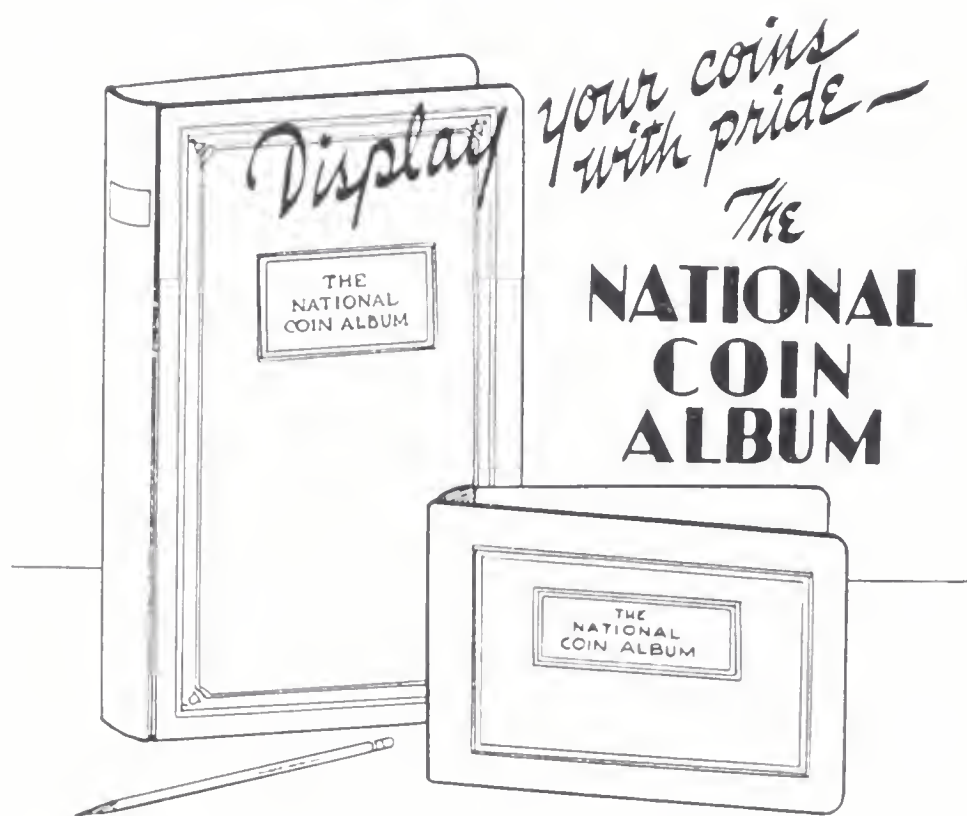 Display your coins
with pride—
The
NATIONAL
COIN
ALBUM
THE
NATIONAL
COIN ALBUM
THE
NATIONAL
COIN ALBUM